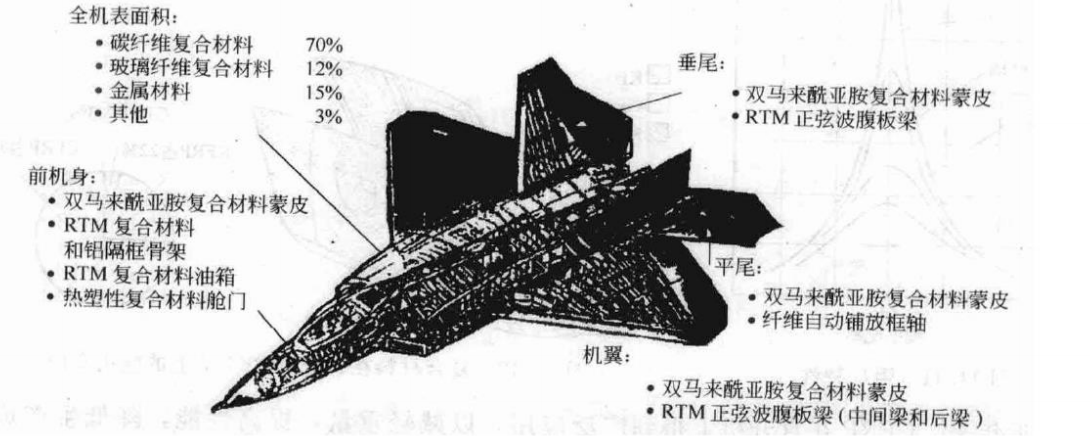 全机表面积：
• 碳纤维复合材料 70%
• 玻璃纤维复合材料 12%
• 金属材料 15%
• 其他 3%
垂尾：
• 双马来酰亚胺复合材料蒙皮
• RTM 正弦波腹板梁
前机身：
• 双马来酰亚胺复合材料蒙皮
• RTM 复合材料
和铝隔框骨架
• RTM 复合材料油箱
• 热塑性复合材料舱门
平尾：
• 双马来酰亚胺复合材料蒙皮
• 纤维自动铺放框轴
机翼：
• 双马来酰亚胺复合材料蒙皮
• RTM 正弦波腹板梁（中间梁和后梁）